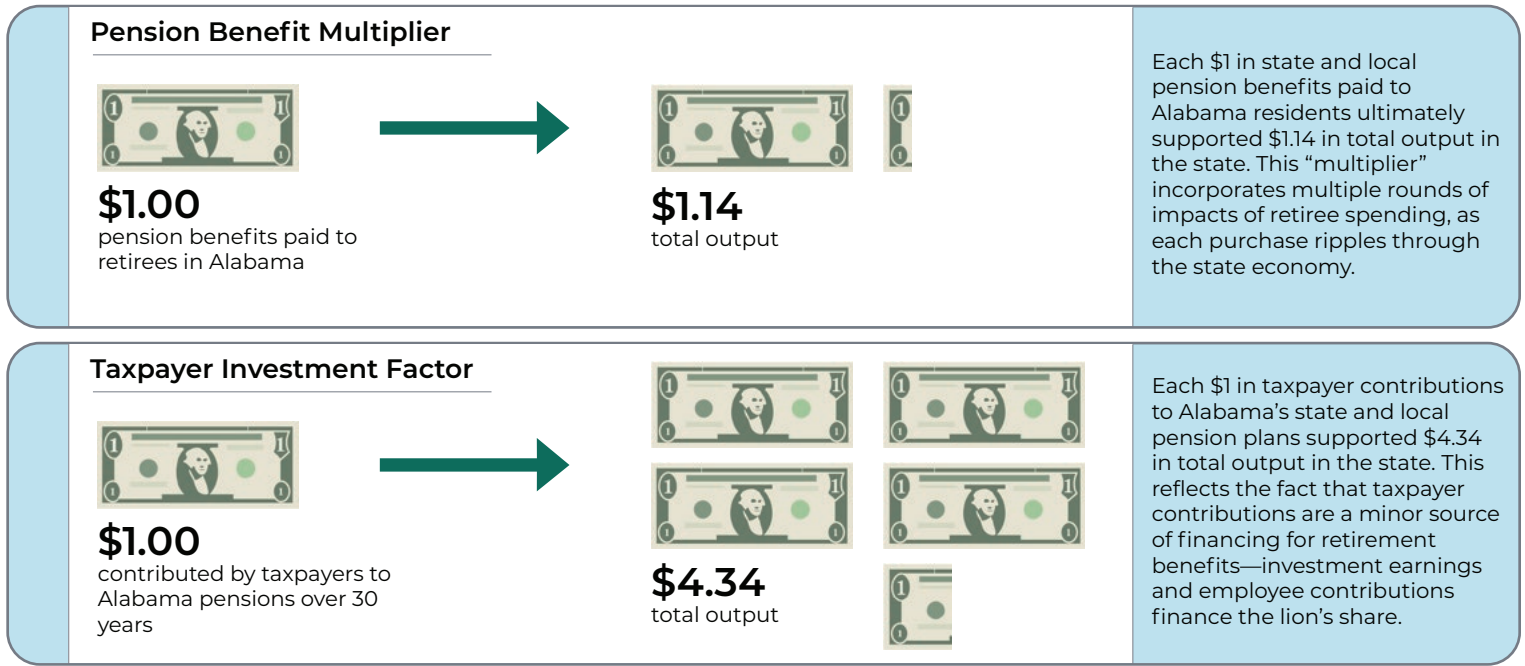 Pension Benefit Multiplier
$1.00
pension benefits paid to
retirees in Alabama
$1.14
total output
Each $1 in state and local
pension benefits paid to
Alabama residents ultimately
supported $1.14 in total output in
the state. This “multiplier”
incorporates multiple rounds of
impacts of retiree spending, as
each purchase ripples through
the state economy.
Taxpayer Investment Factor
$1.00
contributed by taxpayers to
Alabama pensions over 30
years
$4.34
total output
Each $1 in taxpayer contributions
to Alabama’s state and local
pension plans supported $4.34
in total output in the state. This
reflects the fact that taxpayer
contributions are a minor source
of financing for retirement
benefits—investment earnings
and employee contributions
finance the lion’s share.